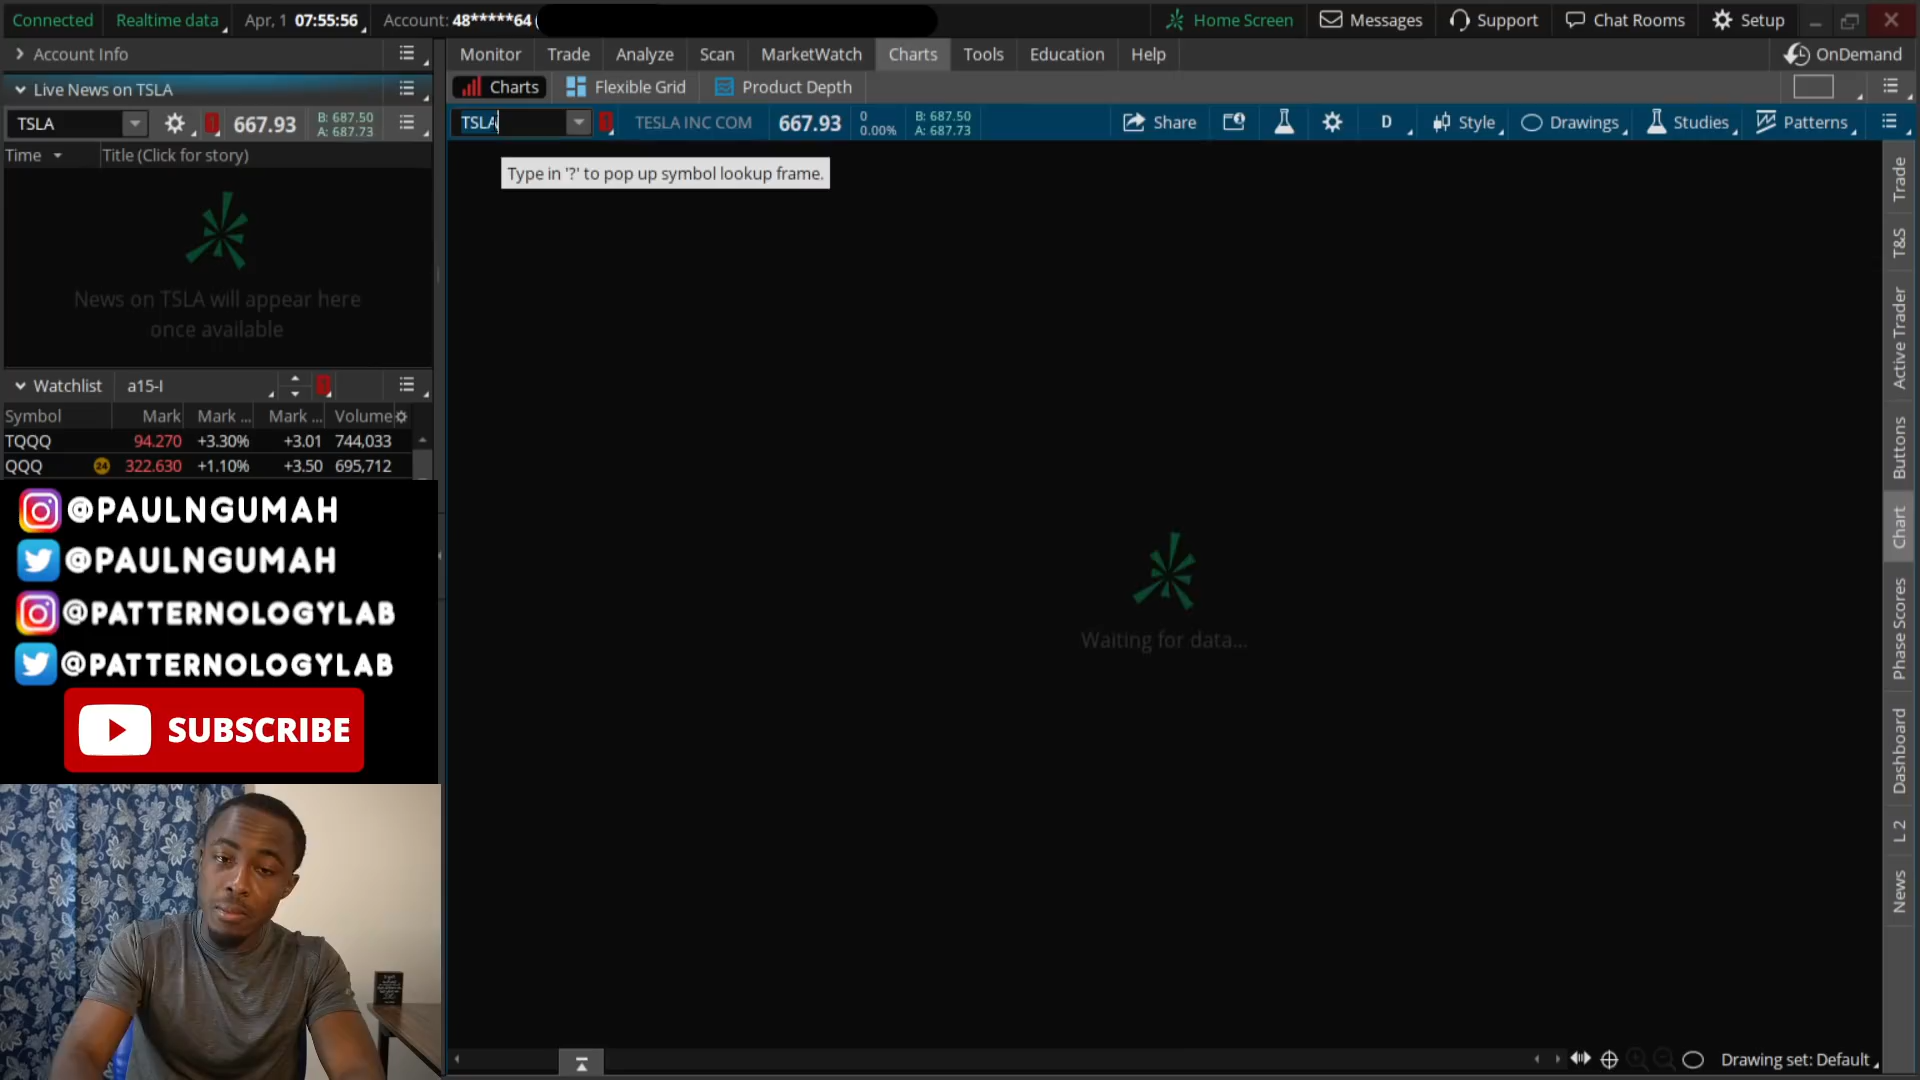 Connected
Realtime data
Apr, 1 07:55:56
Account: 48*****64 (
Home Screen
Messages
Support
Chat Rooms
Setup
Account Info
Monitor
Trade
Analyze
Scan
MarketWatch
Charts
Tools
Education
Help
OnDemand
Live News on TSLA
Charts
Flexible Grid
Product Depth
TSLA
667.93
B: 687.50
A: 687.73
TSLA
TESLA INC COM
667.93
0
0.00%
B: 687.50
A: 687.73
Share
D
Style
Drawings
Studies
Patterns
Time
Title (Click for story)
Type in '?' to pop up symbol lookup frame.
News on TSLA will appear here
once available
Watchlist
a15-I
Symbol Mark Mark ... Mark ... Volume
TQQQ 94.270 +3.30% +3.01 744,033
QQQ 24 322.630 +1.10% +3.50 695,712
@PAULNGUMAH
@PAULNGUMAH
@PATTERNOLOGYLAB
@PATTERNOLOGYLAB
SUBSCRIBE
Waiting for data...
Trade
T&S
Active Trader
Buttons
Chart
Phase Scores
Dashboard
L 2
News
Drawing set: Default